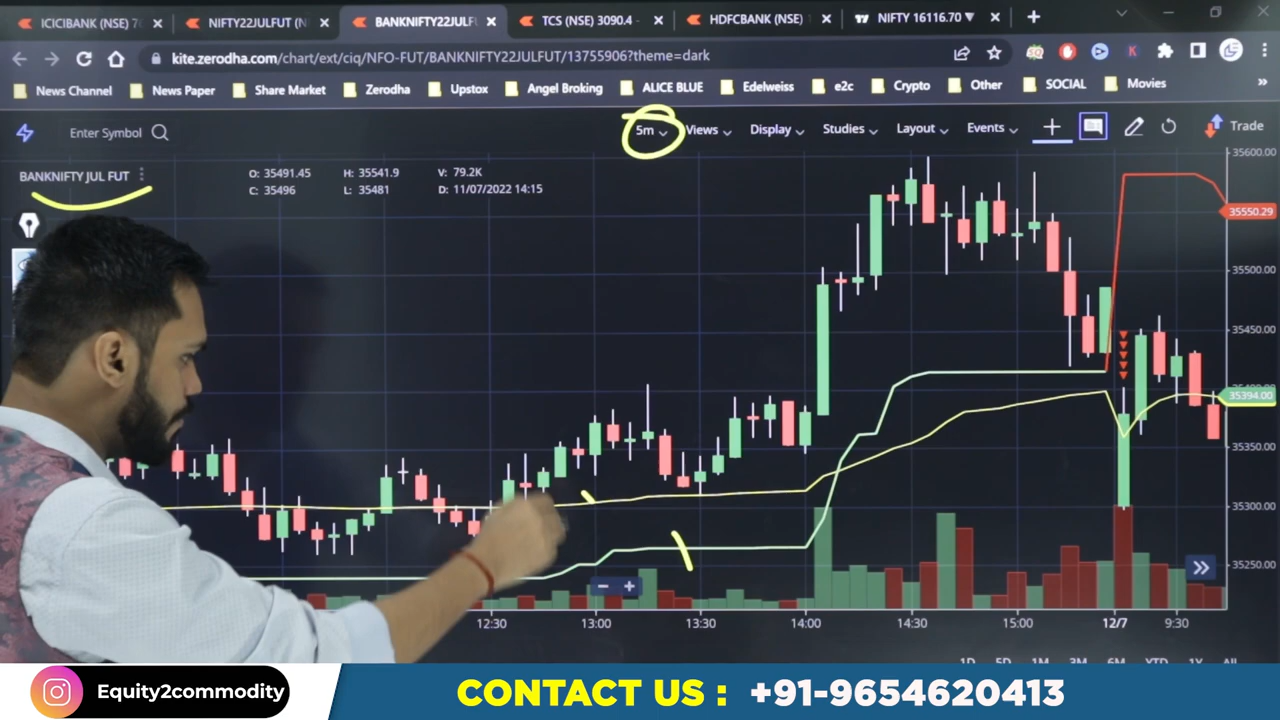 ICICIBANK (NSE) 7
NIFTY22JULFUT (N
BANKNIFTY22JULF
TCS (NSE) 3090.4
HDFCBANK (NSE)
NIFTY 16116.70 ▼
kite.zerodha.com/chart/ext/ciq/NFO-FUT/BANKNIFTY22JULFUT/13755906?theme=dark
News Channel
News Paper
Share Market
Zerodha
Upstox
Angel Broking
ALICE BLUE
Edelweiss
e2c
Crypto
Other
SOCIAL
Movies
»
Enter Symbol
5m
Views
Display
Studies
Layout
Events
Trade
BANKNIFTY JUL FUT
O: 35491.45 H: 35541.9 V: 79.2K
C: 35496 L: 35481 D: 11/07/2022 14:15
35600.00
35550.29
35500.00
35450.00
35394.00
35350.00
35300.00
35250.00
12:30 13:00 13:30 14:00 14:30 15:00 12/7 9:30
1D 5D 1M 3M 6M YTD 1Y All
Equity2commodity
CONTACT US : +91-9654620413